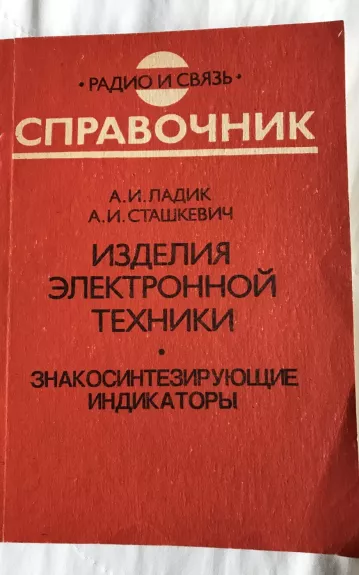 • РАДИО И СВЯЗЬ •
СПРАВОЧНИК
А.И.ЛАДИК
А.И.СТАШКЕВИЧ
ИЗДЕЛИЯ
ЭЛЕКТРОННОЙ
ТЕХНИКИ
•
ЗНАКОСИНТЕЗИРУЮЩИЕ
ИНДИКАТОРЫ